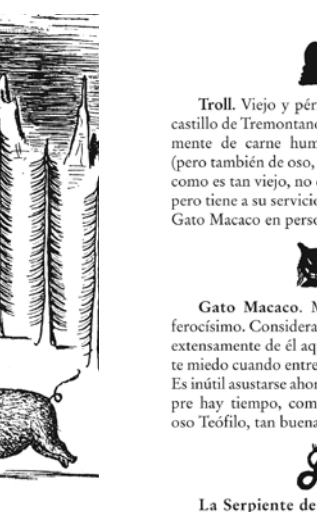 Troll. Viejo y pér
castillo de Tremontano
mente de carne hum
(pero también de oso,
como es tan viejo, no
pero tiene a su servicio
Gato Macaco en perso
Gato Macaco. M
ferocísimo. Considera
extensamente de él aq
te miedo cuando entre
Es inútil asustarse ahor
pre hay tiempo, com
oso Teófilo, tan buena
La Serpiente de